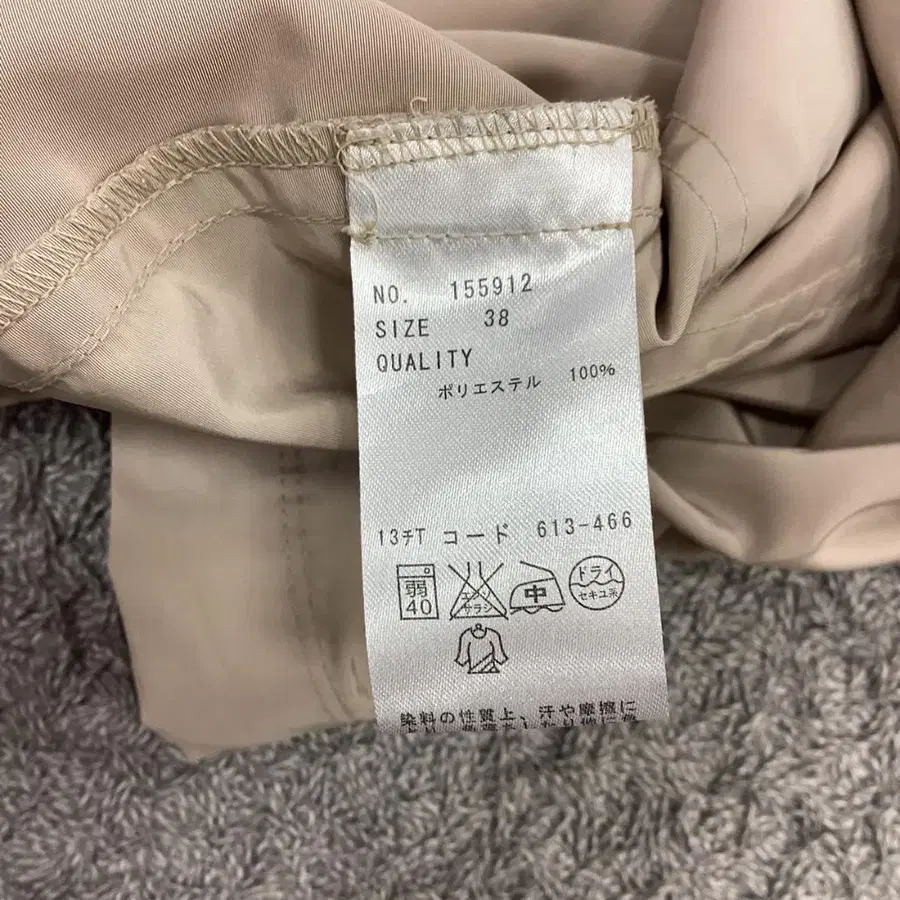 NO. 155912
SIZE 38
QUALITY
ポリエステル 100%
13チT コード 613-466
弱
40
エンソ
サラシ
中
ドライ
セキユ系
染料の性質上、汗や摩擦に